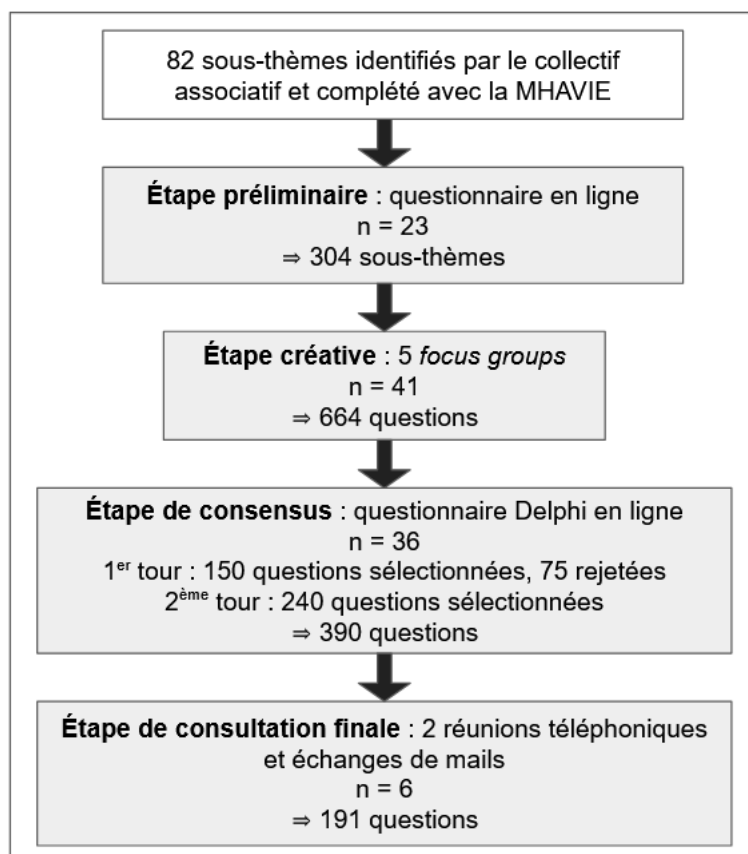 82 sous-thèmes identifiés par le collectif
associatif et complété avec la MHAVIE
Étape préliminaire : questionnaire en ligne
n = 23
⇒ 304 sous-thèmes
Étape créative : 5 focus groups
n = 41
⇒ 664 questions
Étape de consensus : questionnaire Delphi en ligne
n = 36
1er tour : 150 questions sélectionnées, 75 rejetées
2ème tour : 240 questions sélectionnées
⇒ 390 questions
Étape de consultation finale : 2 réunions téléphoniques
et échanges de mails
n = 6
⇒ 191 questions